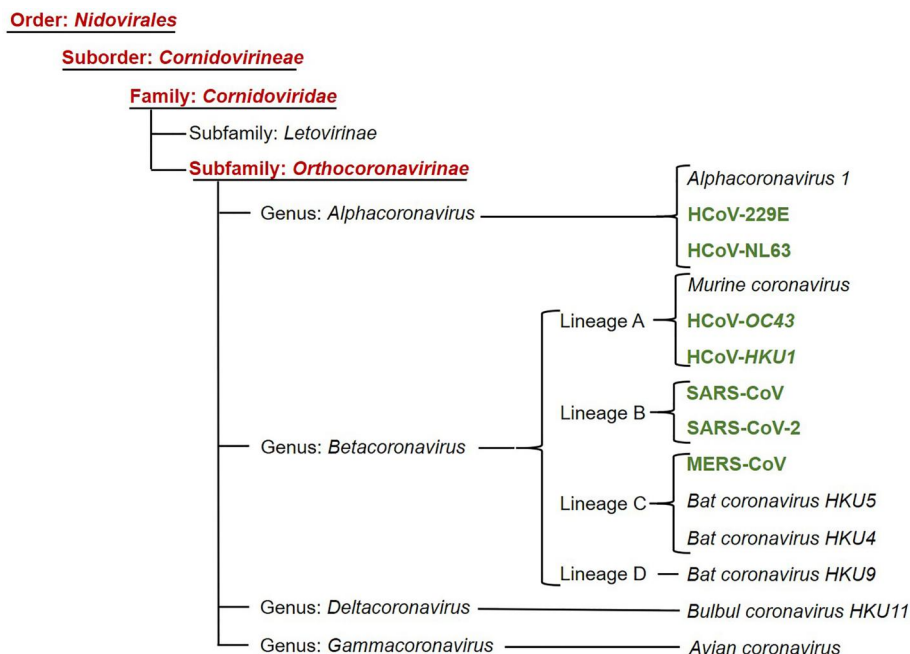 Order: Nidovirales
Suborder: Cornidovirineae
Family: Cornidoviridae
Subfamily: Letovirinae
Subfamily: Orthocoronavirinae
Genus: Alphacoronavirus
Alphacoronavirus 1
HCoV-229E
HCoV-NL63
Genus: Betacoronavirus
Lineage A
Murine coronavirus
HCoV-OC43
HCoV-HKU1
Lineage B
SARS-CoV
SARS-CoV-2
Lineage C
MERS-CoV
Bat coronavirus HKU5
Bat coronavirus HKU4
Lineage D
Bat coronavirus HKU9
Genus: Deltacoronavirus
Bulbul coronavirus HKU11
Genus: Gammacoronavirus
Avian coronavirus